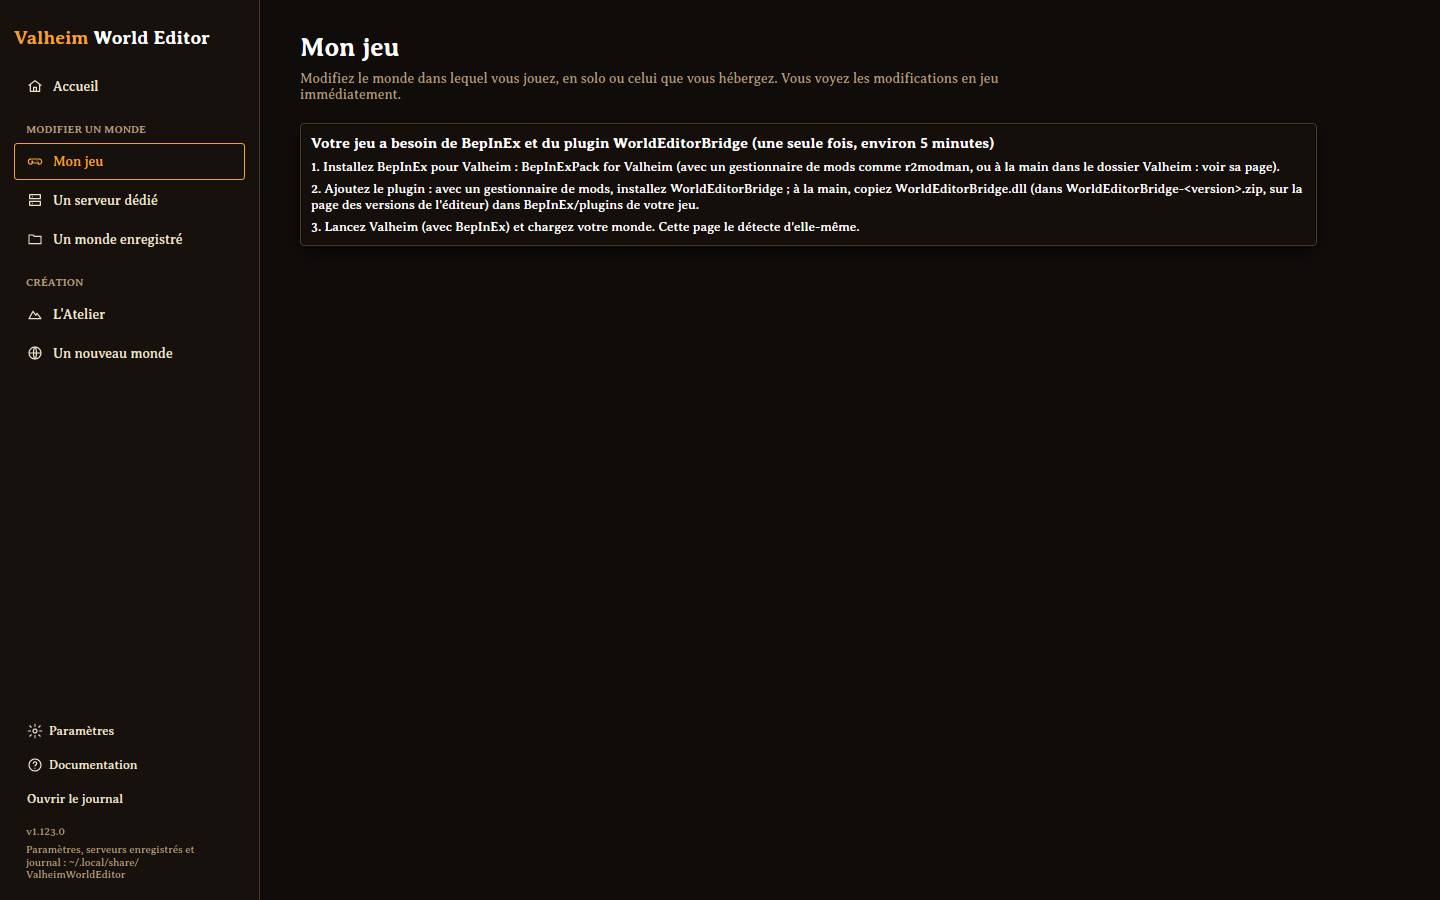 Valheim World Editor
Accueil
MODIFIER UN MONDE
Mon jeu
Un serveur dédié
Un monde enregistré
CRÉATION
L'Atelier
Un nouveau monde
Paramètres
Documentation
Ouvrir le journal
v1.123.0
Paramètres, serveurs enregistrés et
journal : ~/.local/share/
ValheimWorldEditor
Mon jeu
Modifiez le monde dans lequel vous jouez, en solo ou celui que vous hébergez. Vous voyez les modifications en jeu
immédiatement.
Votre jeu a besoin de BepInEx et du plugin WorldEditorBridge (une seule fois, environ 5 minutes)
1. Installez BepInEx pour Valheim : BepInExPack for Valheim (avec un gestionnaire de mods comme r2modman, ou à la main dans le dossier Valheim : voir sa page).
2. Ajoutez le plugin : avec un gestionnaire de mods, installez WorldEditorBridge ; à la main, copiez WorldEditorBridge.dll (dans WorldEditorBridge-<version>.zip, sur la
page des versions de l'éditeur) dans BepInEx/plugins de votre jeu.
3. Lancez Valheim (avec BepInEx) et chargez votre monde. Cette page le détecte d'elle-même.